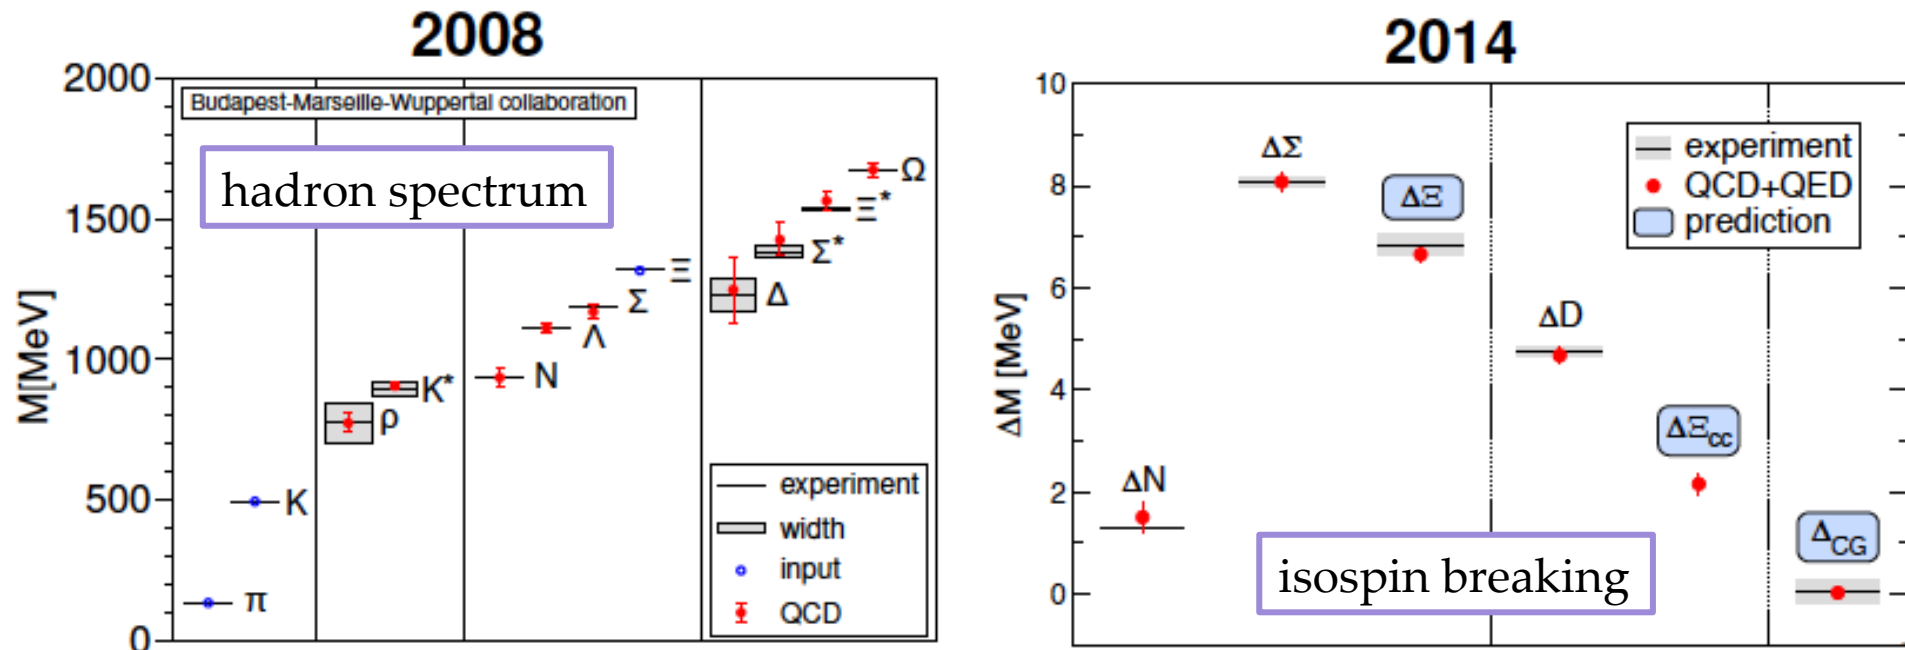 2008
2000
1500
1000
500
0
M[MeV]
Budapest-Marseille-Wuppertal collaboration
hadron spectrum
π
K
ρ
K*
N
Λ
Σ
Ξ
Δ
Σ*
Ξ*
Ω
experiment
width
input
QCD
2014
10
8
6
4
2
0
ΔM [MeV]
ΔN
ΔΣ
ΔΞ
ΔD
ΔΞcc
ΔCG
experiment
QCD+QED
prediction
isospin breaking